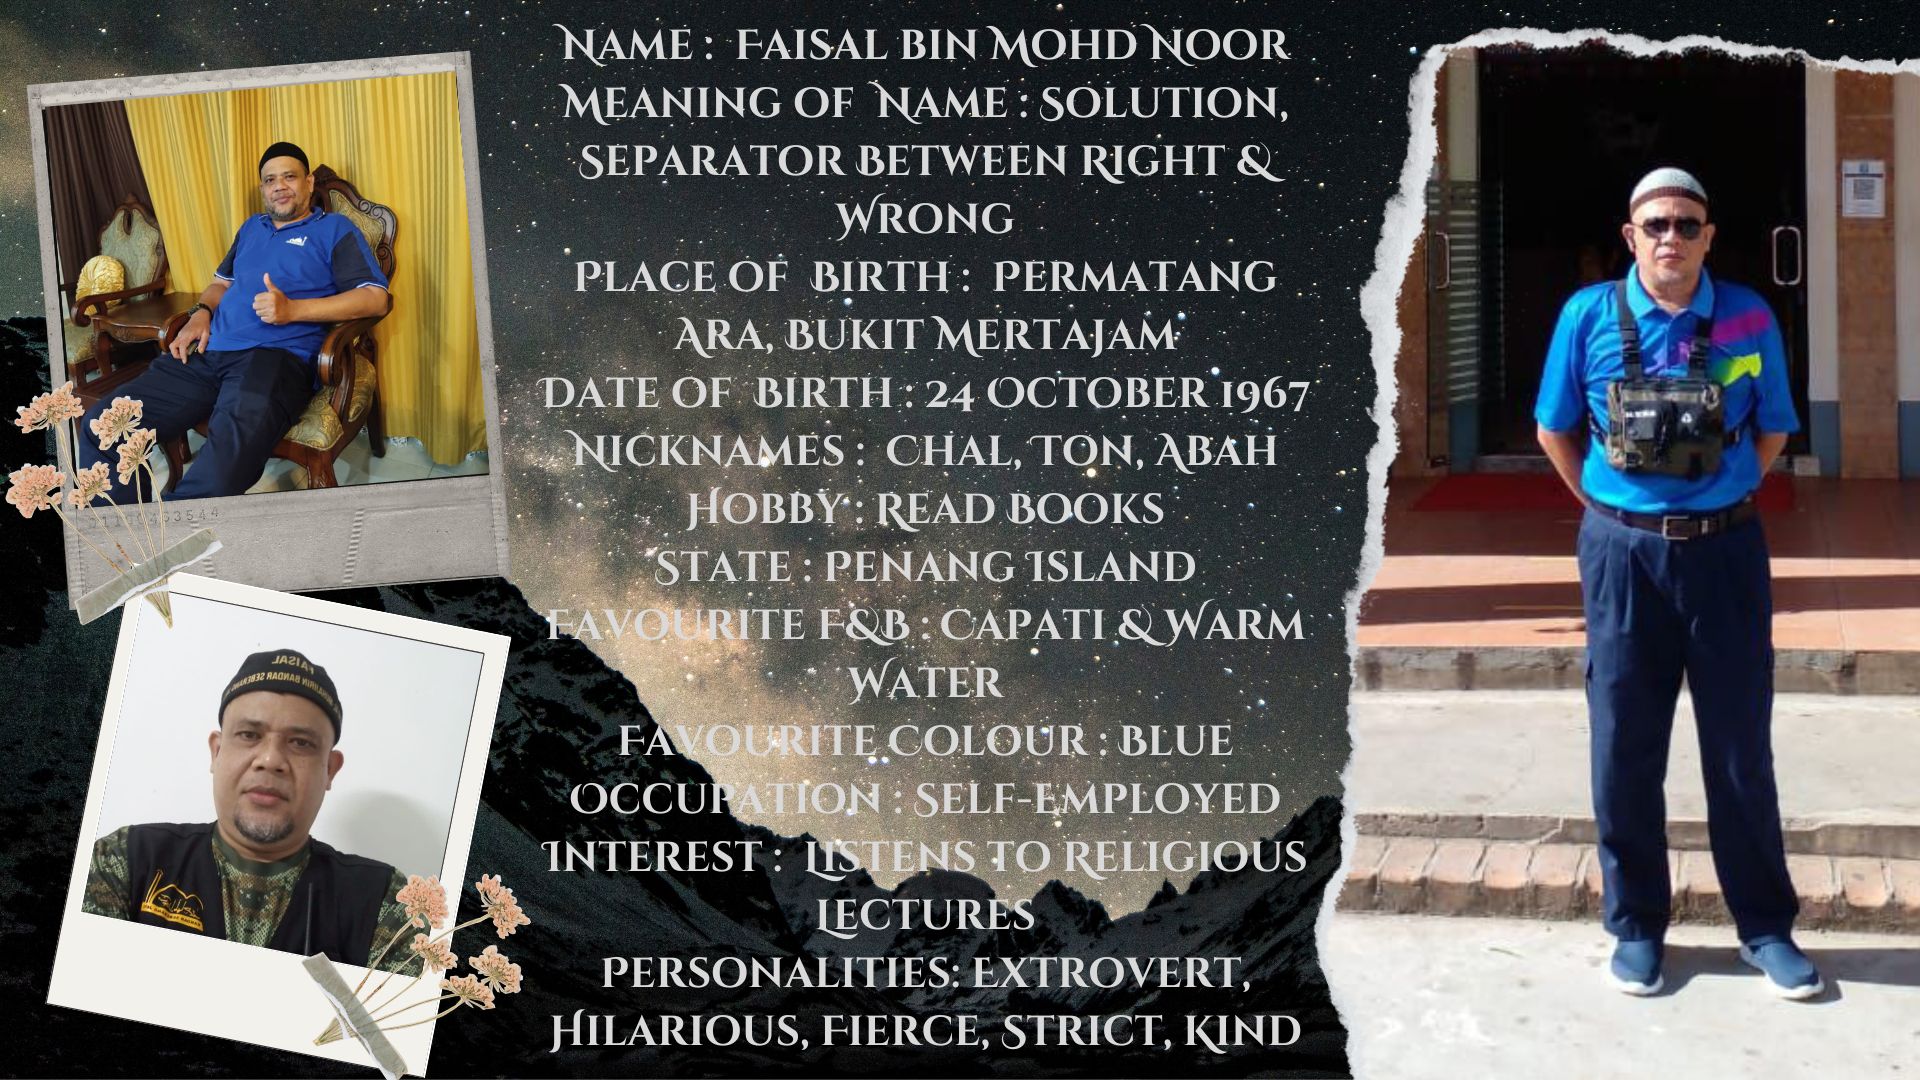 Name : Faisal bin Mohd Noor
Meaning of Name : Solution,
Separator Between Right &
Wrong
Place of Birth : Permatang
Ara, Bukit Mertajam
Date of Birth : 24 October 1967
Nicknames : Chal, Ton, Abah
Hobby : Read Books
State : Penang Island
Favourite F&B : Capati & Warm
Water
Favourite Colour : Blue
Occupation : Self-Employed
Interest : Listens to Religious
Lectures
Personalities: Extrovert,
Hilarious, Fierce, Strict, Kind
FAISAL
BANDAR